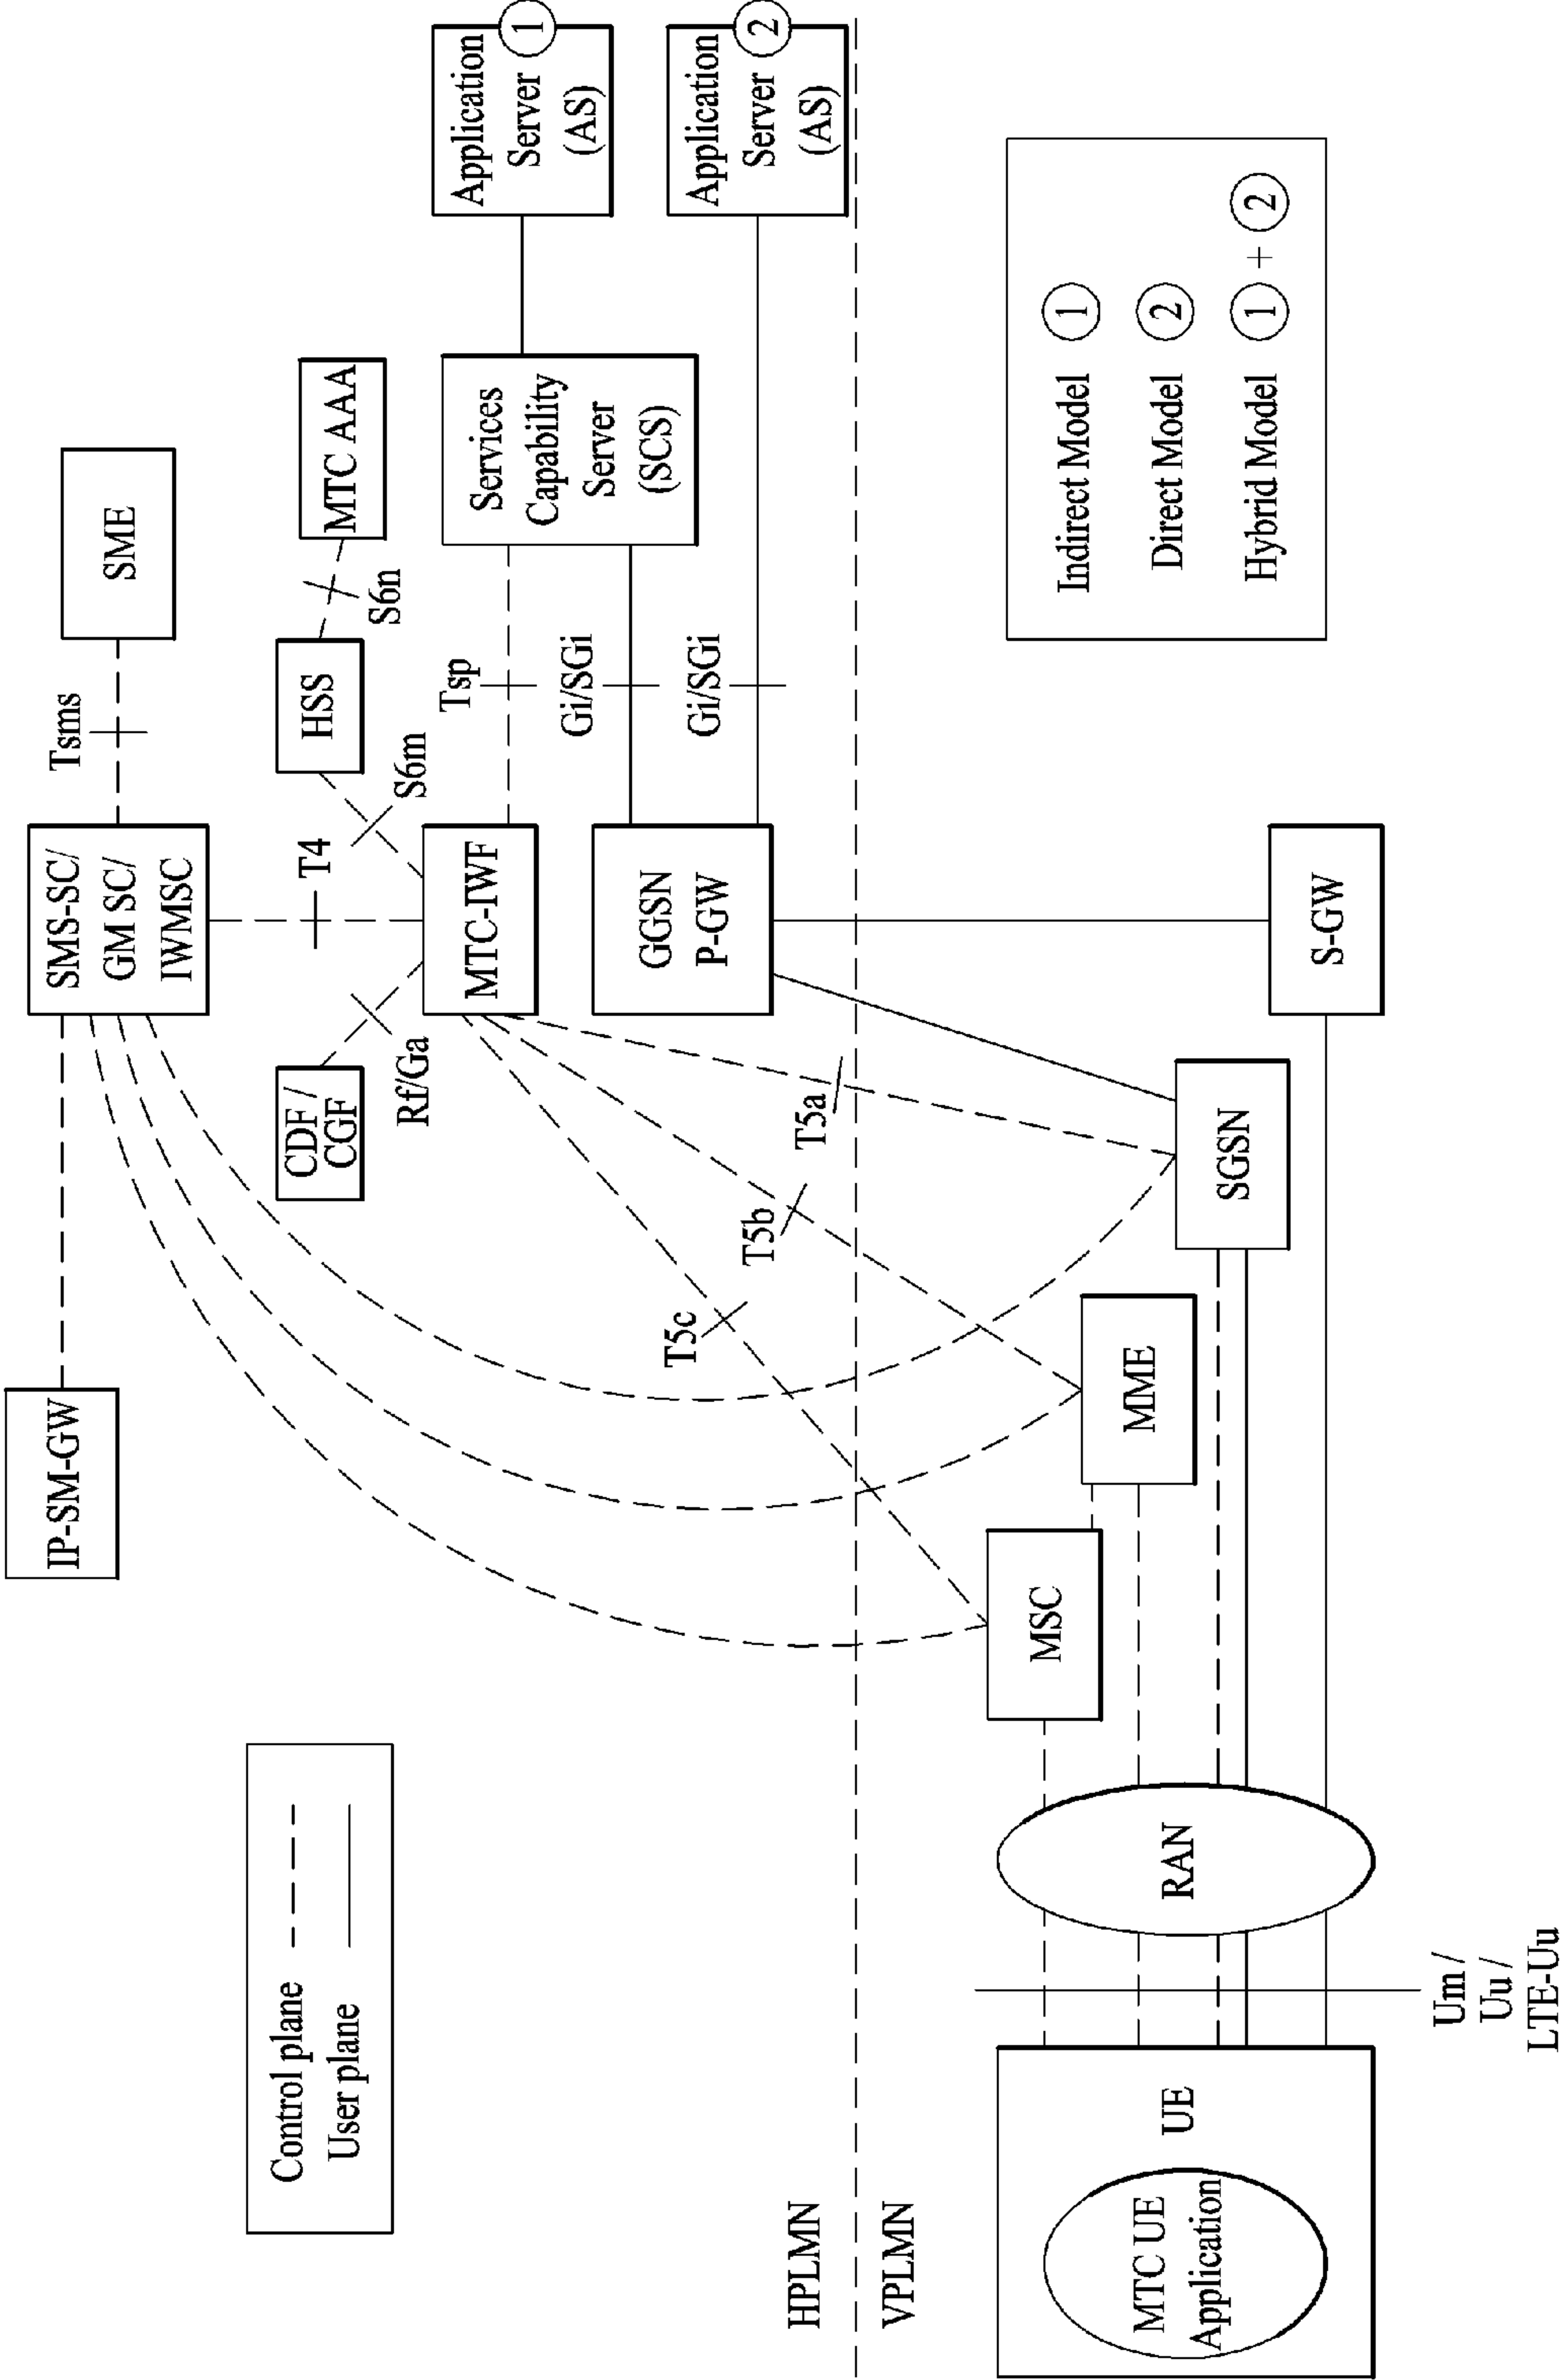 IP-SM-GW
SMS-SC/
GM SC/
IWMSC
Tsms
SME
Control plane
User plane
CDF /
CGF
Rf/Ga
T4
S6m
HSS
S6n
MTC AAA
MTC-IWF
Tsp
Services
Capability
Server
(SCS)
Application
Server
(AS)
1
T5c
T5b
T5a
GGSN
P-GW
Gi/SGi
Gi/SGi
Application
Server
(AS)
2
HPLMN
VPLMN
MTC UE
Application
UE
RAN
MSC
MME
SGSN
S-GW
Um /
Uu /
LTE-Uu
Indirect Model 1
Direct Model 2
Hybrid Model 1 + 2